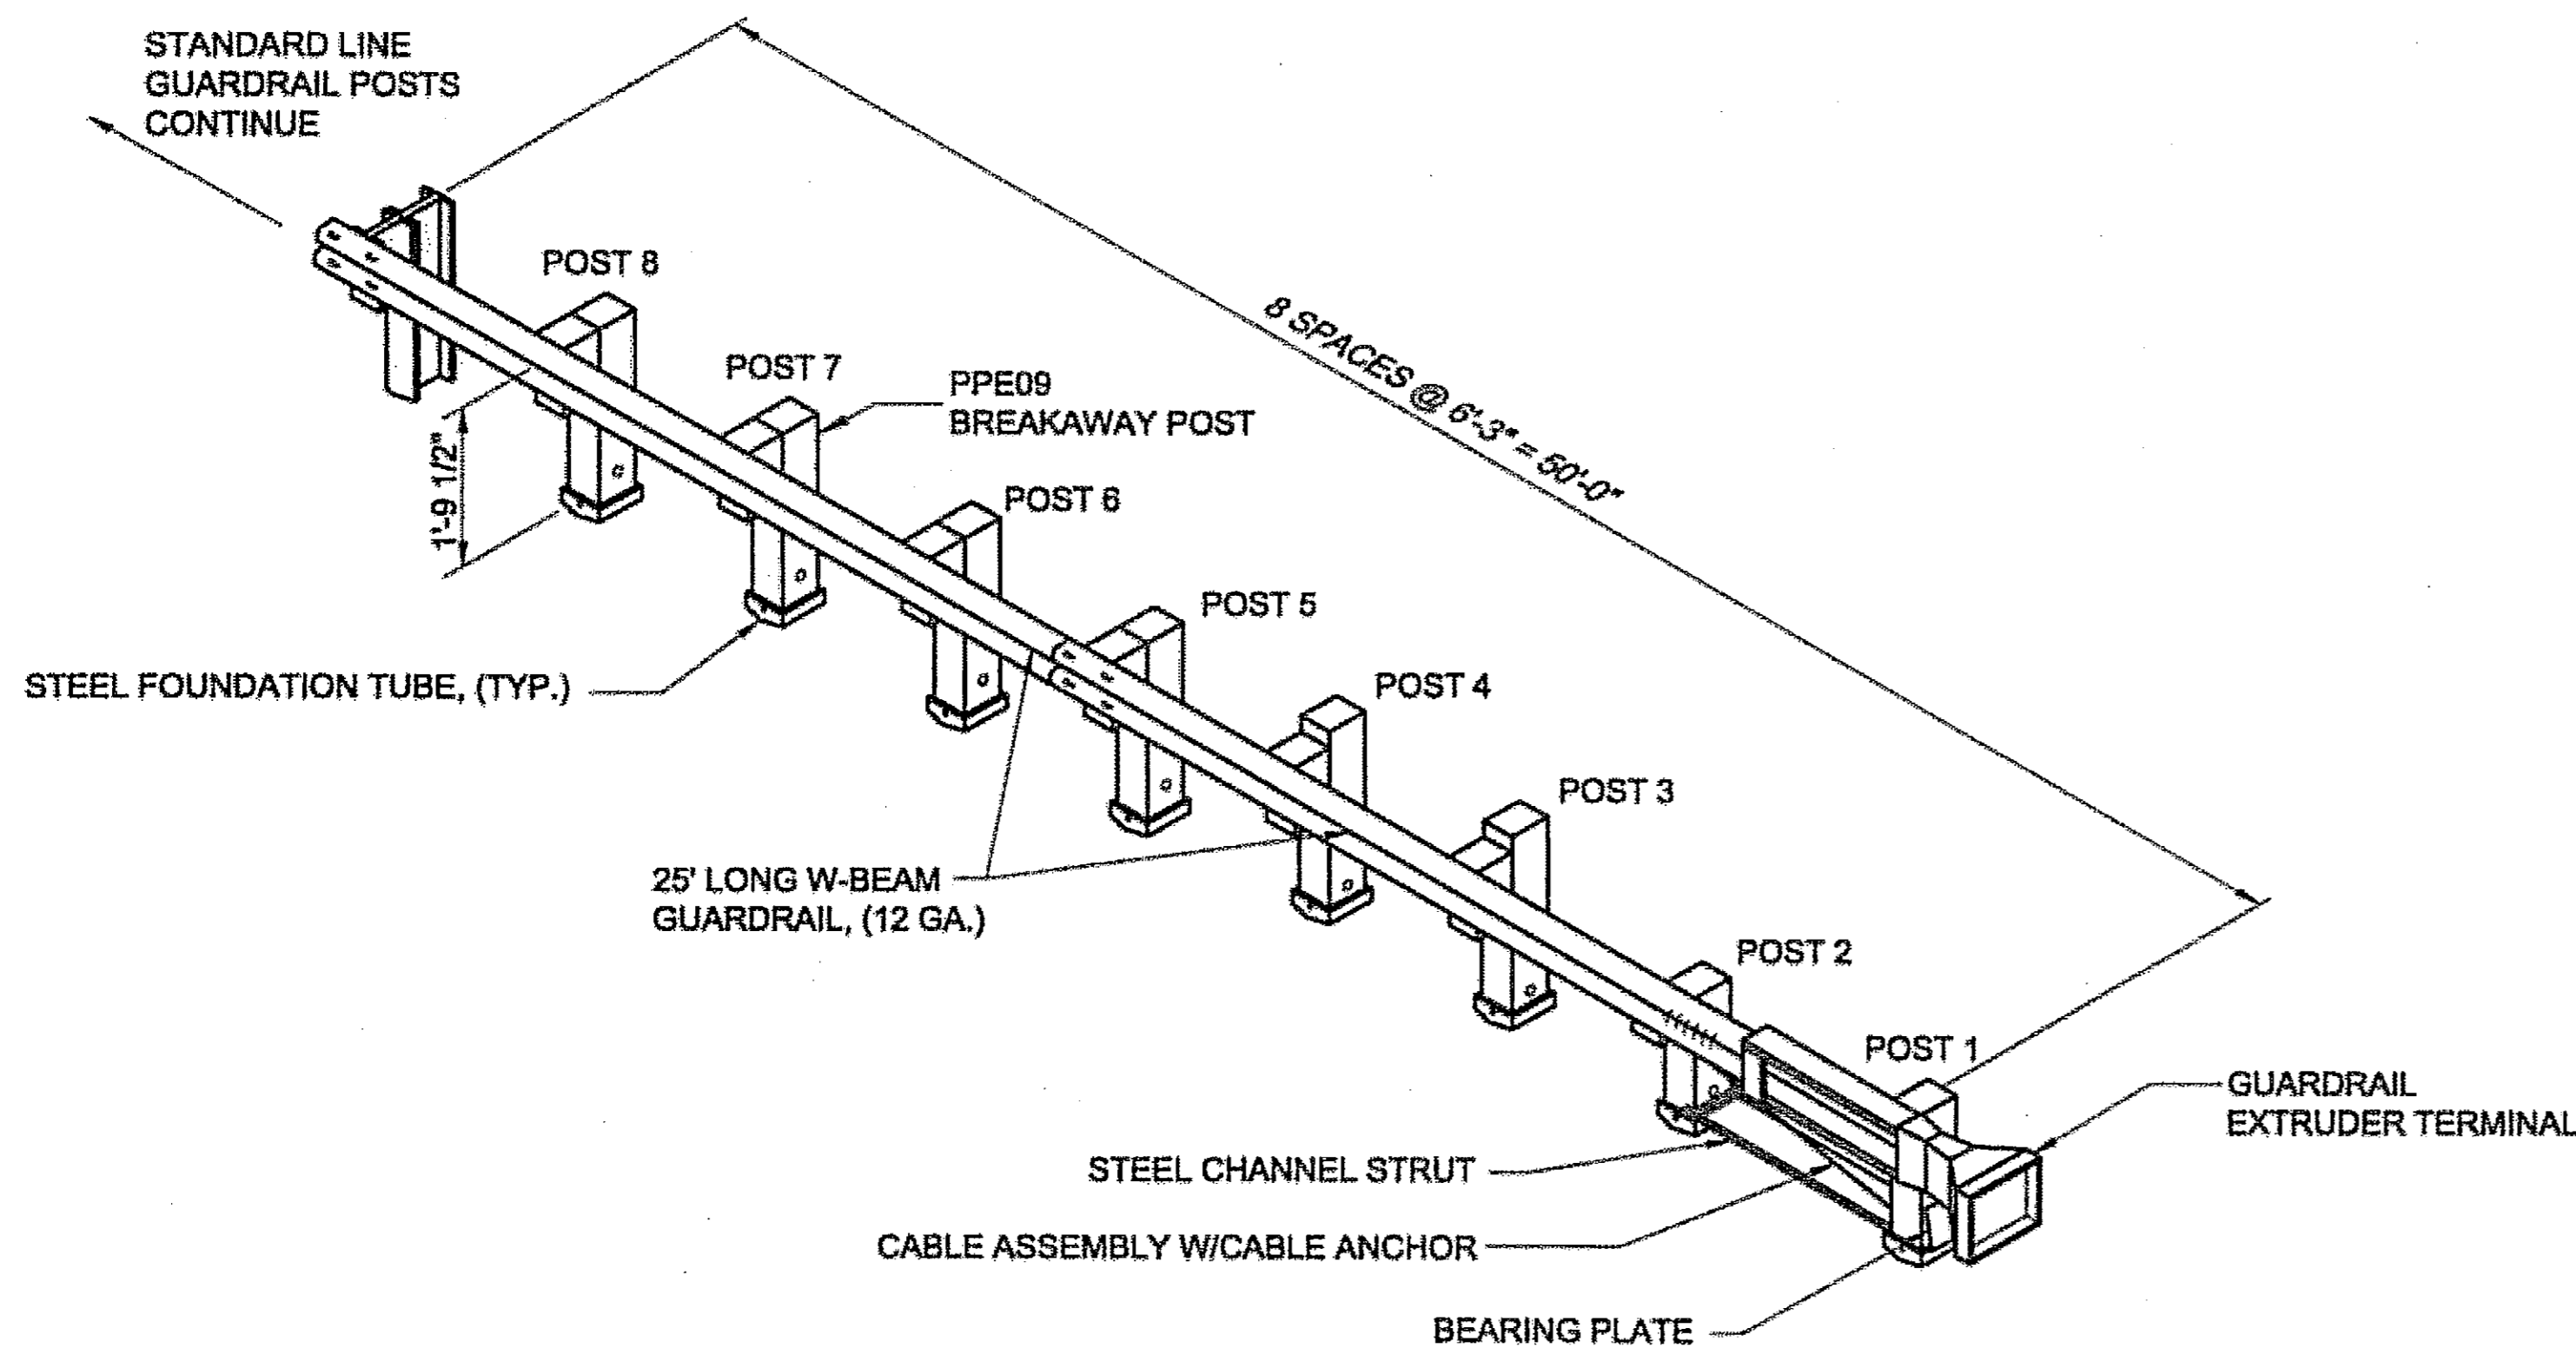 STANDARD LINE
GUARDRAIL POSTS
CONTINUE
POST 8
POST 7
PPE09
BREAKAWAY POST
8 SPACES @ 6'-3" = 50'-0"
1'-9 1/2"
POST 6
POST 5
STEEL FOUNDATION TUBE, (TYP.)
POST 4
POST 3
25' LONG W-BEAM
GUARDRAIL, (12 GA.)
POST 2
POST 1
GUARDRAIL
EXTRUDER TERMINAL
STEEL CHANNEL STRUT
CABLE ASSEMBLY W/CABLE ANCHOR
BEARING PLATE